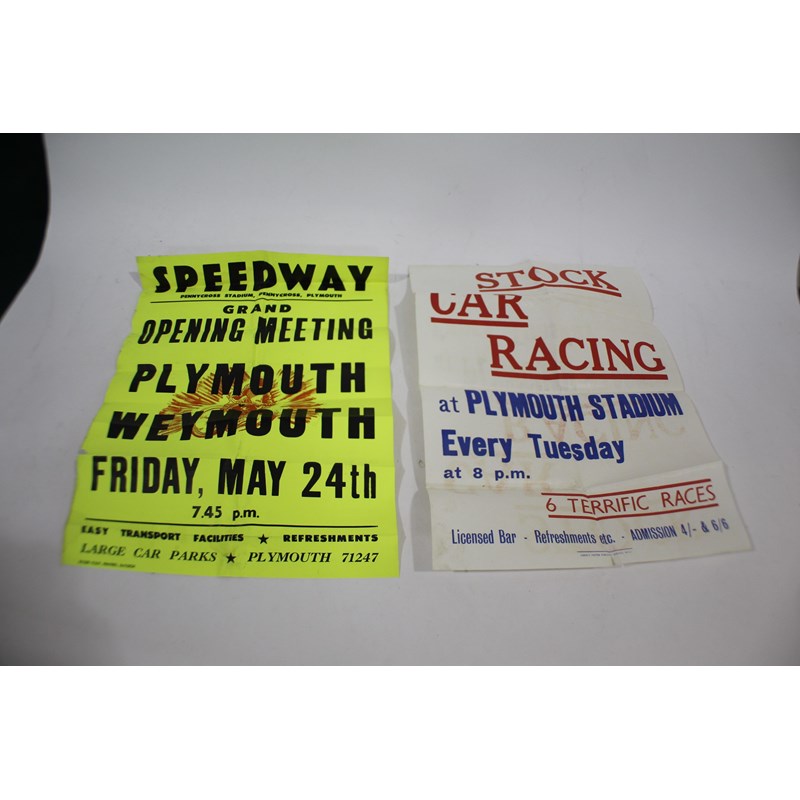 SPEEDWAY
PENNYCROSS STADIUM, PENNYCROSS, PLYMOUTH
GRAND
OPENING MEETING
PLYMOUTH
WEYMOUTH
FRIDAY, MAY 24th
7.45 p.m.
EASY TRANSPORT FACILITIES ★ REFRESHMENTS
LARGE CAR PARKS ★ PLYMOUTH 71247
STOCK
CAR
RACING
at PLYMOUTH STADIUM
Every Tuesday
at 8 p.m.
6 TERRIFIC RACES
Licensed Bar - Refreshments etc. - ADMISSION 4/- & 6/6